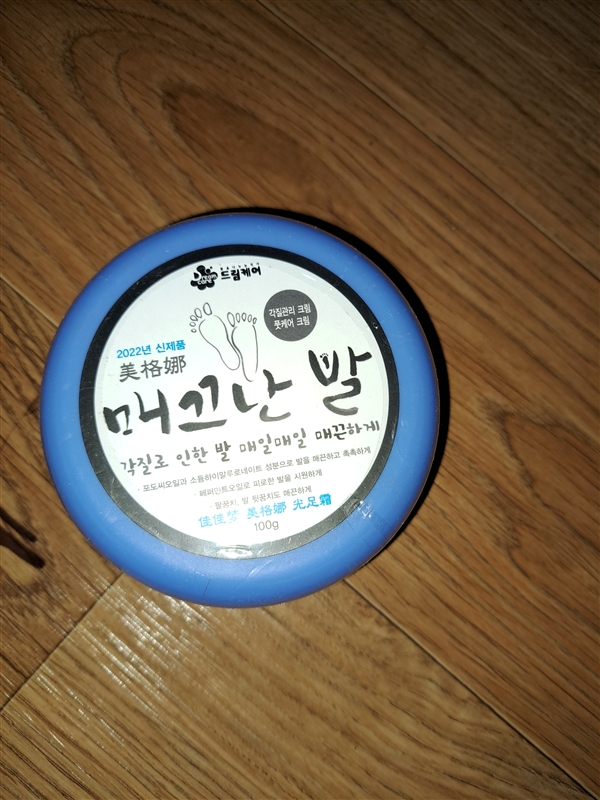 드림케어
각질관리 크림
풋케어 크림
2022년 신제품
美格娜
매끄난 발
각질로 인한 발 매일매일 매끈하게
- 포도씨오일과 소듐하이알루로네이트 성분으로 발을 매끈하고 촉촉하게
- 페퍼민트오일로 피로한 발을 시원하게
- 팔꿈치, 발 뒷꿈치도 매끈하게
佳佳梦 美格娜 光足霜
100g